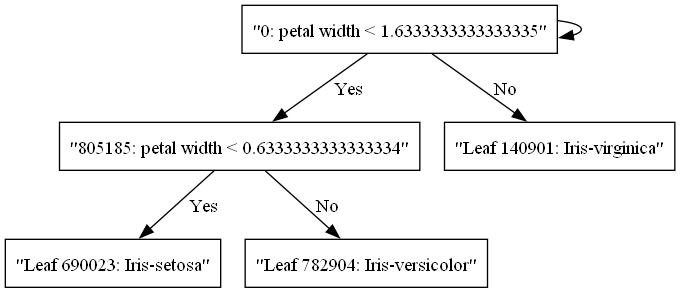 "0: petal width < 1.6333333333333335"
Yes
No
"805185: petal width < 0.6333333333333334"
"Leaf 140901: Iris-virginica"
Yes
No
"Leaf 690023: Iris-setosa"
"Leaf 782904: Iris-versicolor"